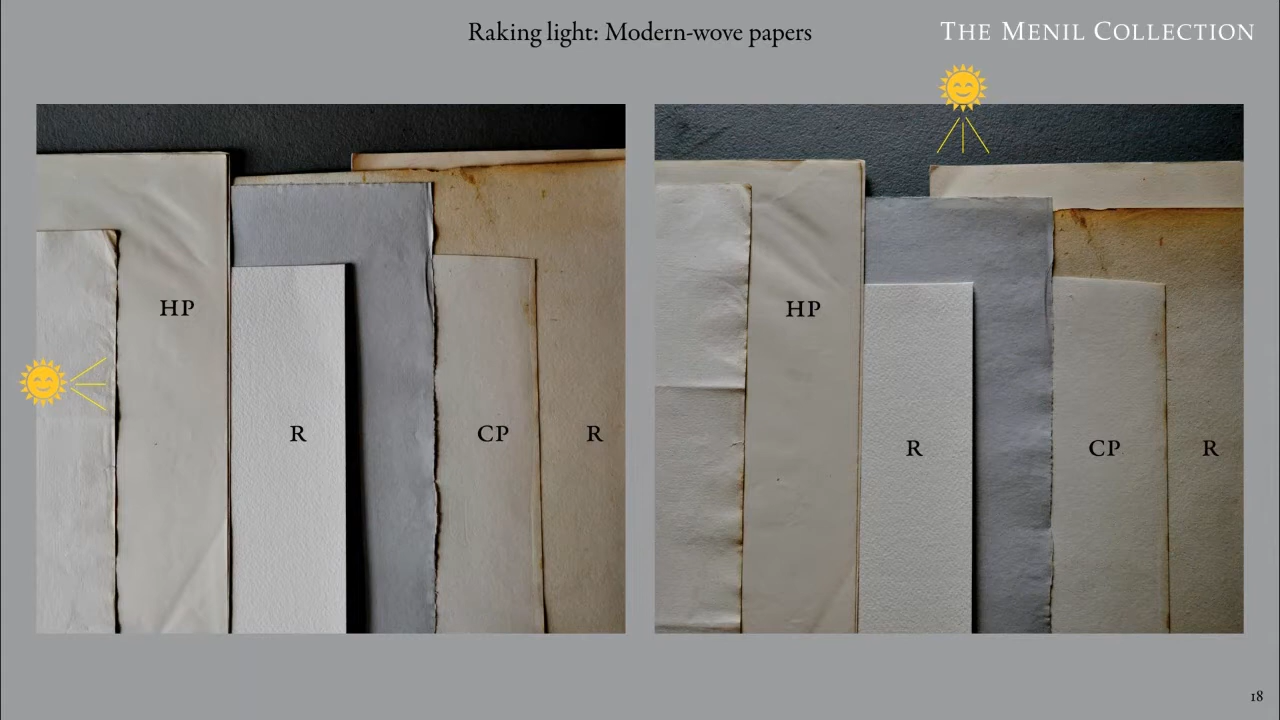 Raking light: Modern-wove papers
THE MENIL COLLECTION
HP
R
CP
R
HP
R
CP
R
18